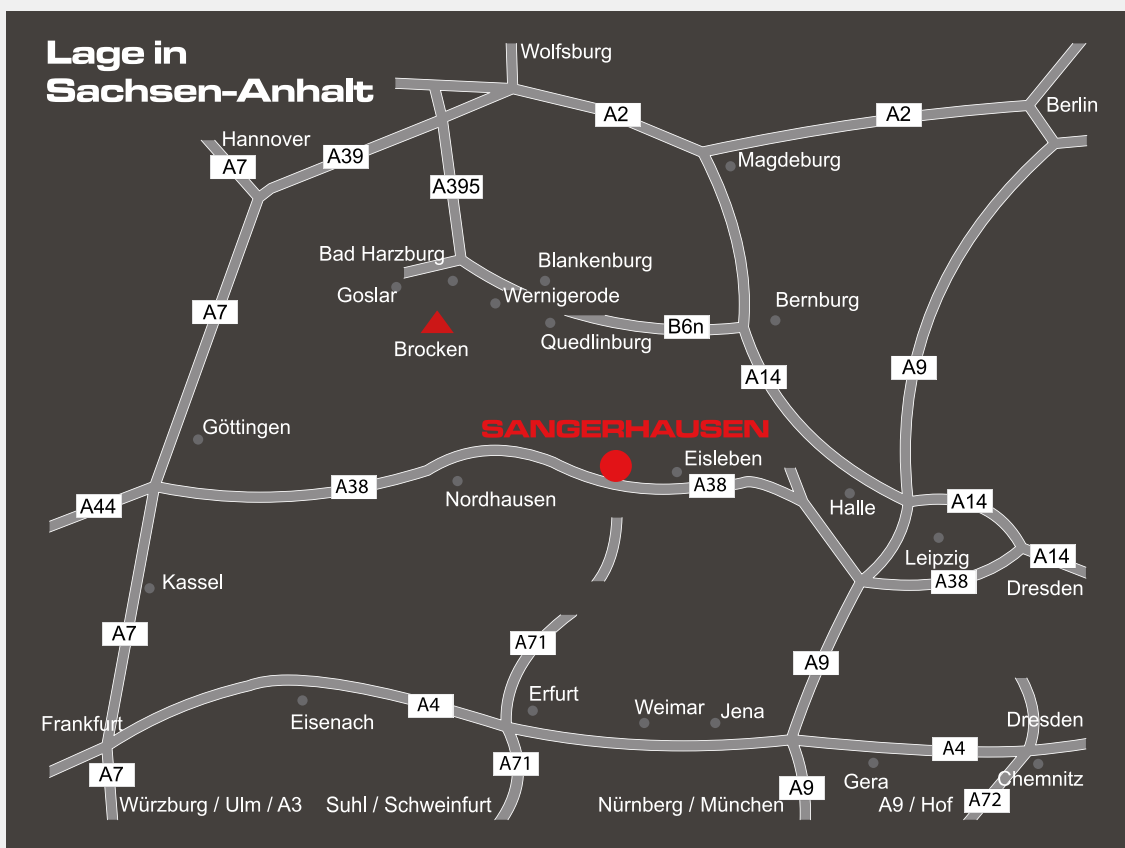 Lage in
Sachsen-Anhalt
Wolfsburg
Berlin
A2
A2
Hannover
A7
A39
Magdeburg
A395
Bad Harzburg
Blankenburg
Goslar
Wernigerode
Bernburg
A7
B6n
Brocken
Quedlinburg
A14
A9
Göttingen
SANGERHAUSEN
Eisleben
A38
A38
Nordhausen
A44
Halle
A14
Leipzig
A14
Kassel
A38
Dresden
A7
A71
A9
Erfurt
Weimar
Jena
A4
Eisenach
Frankfurt
Dresden
A4
A7
A71
Gera
Chemnitz
A9
Würzburg / Ulm / A3
Suhl / Schweinfurt
Nürnberg / München
A9 / Hof
A72